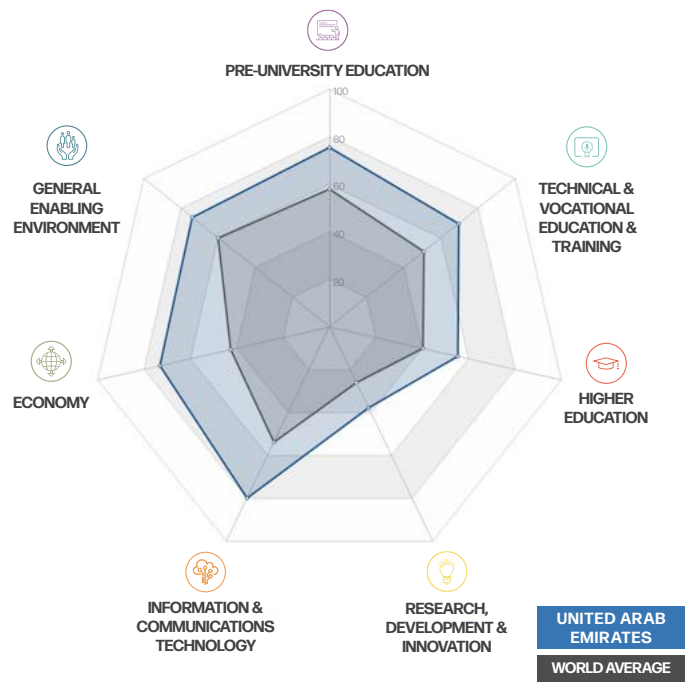 PRE-UNIVERSITY EDUCATION
100
80
60
40
20
GENERAL
ENABLING
ENVIRONMENT
TECHNICAL &
VOCATIONAL
EDUCATION &
TRAINING
ECONOMY
HIGHER
EDUCATION
INFORMATION &
COMMUNICATIONS
TECHNOLOGY
RESEARCH,
DEVELOPMENT &
INNOVATION
UNITED ARAB
EMIRATES
WORLD AVERAGE